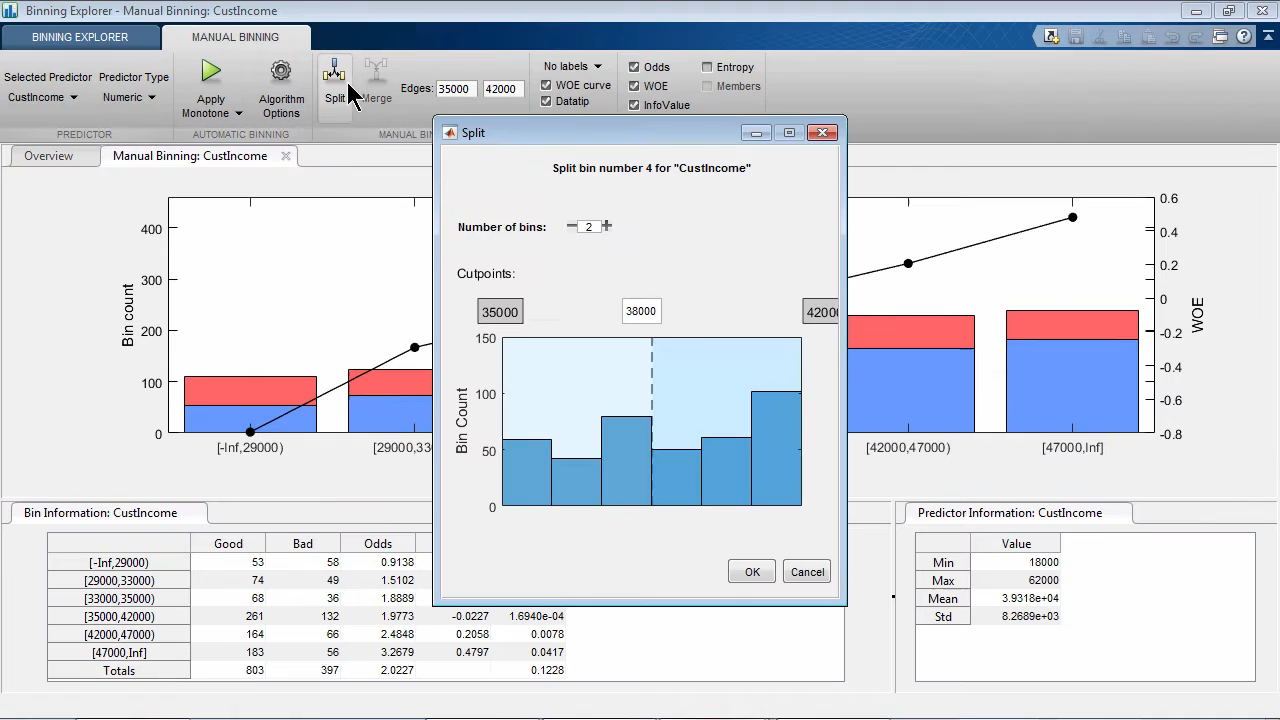 Binning Explorer - Manual Binning: CustIncome
BINNING EXPLORER
MANUAL BINNING
Selected Predictor
Predictor Type
CustIncome
Numeric
PREDICTOR
Apply
Monotone
Algorithm
Options
AUTOMATIC BINNING
Split
Merge
Edges:
35000
42000
MANUAL BIN
No labels
WOE curve
Datatip
Odds
WOE
InfoValue
Entropy
Members
Overview
Manual Binning: CustIncome
Bin count
400
300
200
100
0
[-Inf,29000)
[29000,33
[42000,47000)
[47000,Inf]
0.6
0.4
0.2
0
-0.2
-0.4
-0.6
-0.8
WOE
Split
Split bin number 4 for "CustIncome"
Number of bins:
2
Cutpoints:
35000
38000
42000
Bin Count
150
100
50
0
OK
Cancel
Bin Information: CustIncome
Good Bad Odds
[-Inf,29000) 53 58 0.9138
[29000,33000) 74 49 1.5102
[33000,35000) 68 36 1.8889
[35000,42000) 261 132 1.9773 -0.0227 1.6940e-04
[42000,47000) 164 66 2.4848 0.2058 0.0078
[47000,Inf] 183 56 3.2679 0.4797 0.0417
Totals 803 397 2.0227 0.1228
Predictor Information: CustIncome
Value
Min 18000
Max 62000
Mean 3.9318e+04
Std 8.2689e+03